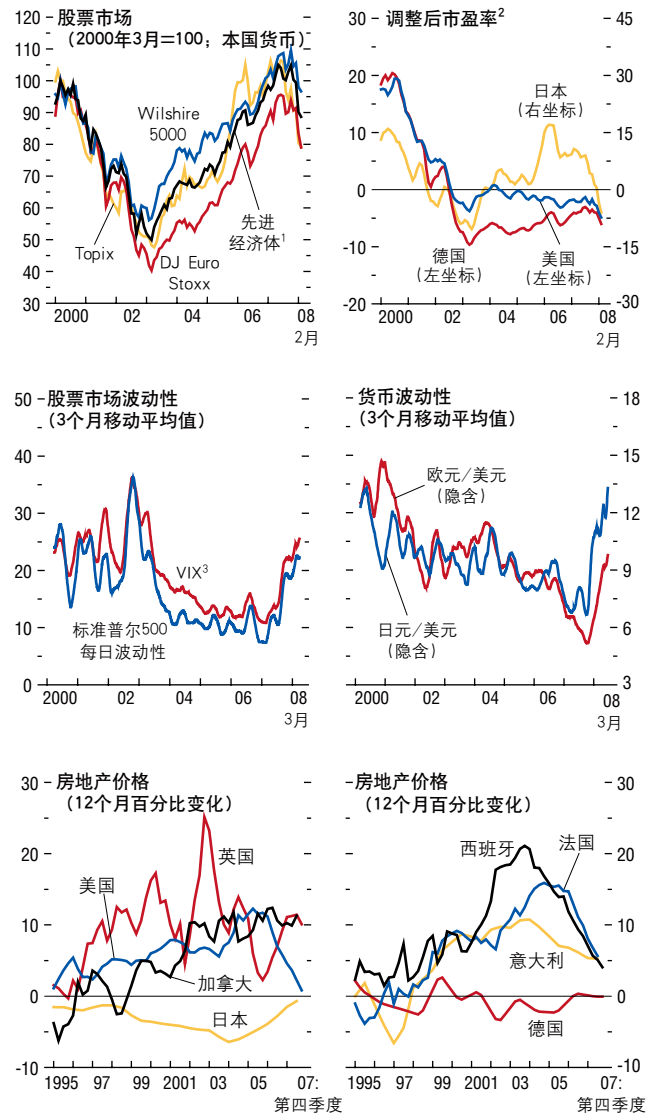 股票市场
（2000年3月=100；本国货币）
120
110
100
90
80
70
60
50
40
30
Wilshire
5000
先进
经济体1
Topix
DJ Euro
Stoxx
2000
02
04
06
08
2月
调整后市盈率2
30
20
10
0
-10
-20
45
30
15
0
-15
-30
日本
（右坐标）
德国
（左坐标）
美国
（左坐标）
2000
02
04
06
08
2月
股票市场波动性
(3个月移动平均值)
50
40
30
20
10
0
VIX3
标准普尔500
每日波动性
2000
02
04
06
08
3月
货币波动性
(3个月移动平均值)
18
15
12
9
6
3
欧元/美元
(隐含)
日元/美元
(隐含)
2000
02
04
06
08
3月
房地产价格
（12个月百分比变化）
30
20
10
0
-10
英国
美国
加拿大
日本
1995
97
99
2001
03
05
07:
第四季度
房地产价格
（12个月百分比变化）
30
20
10
0
-10
西班牙
法国
意大利
德国
1995
97
99
2001
03
05
07:
第四季度